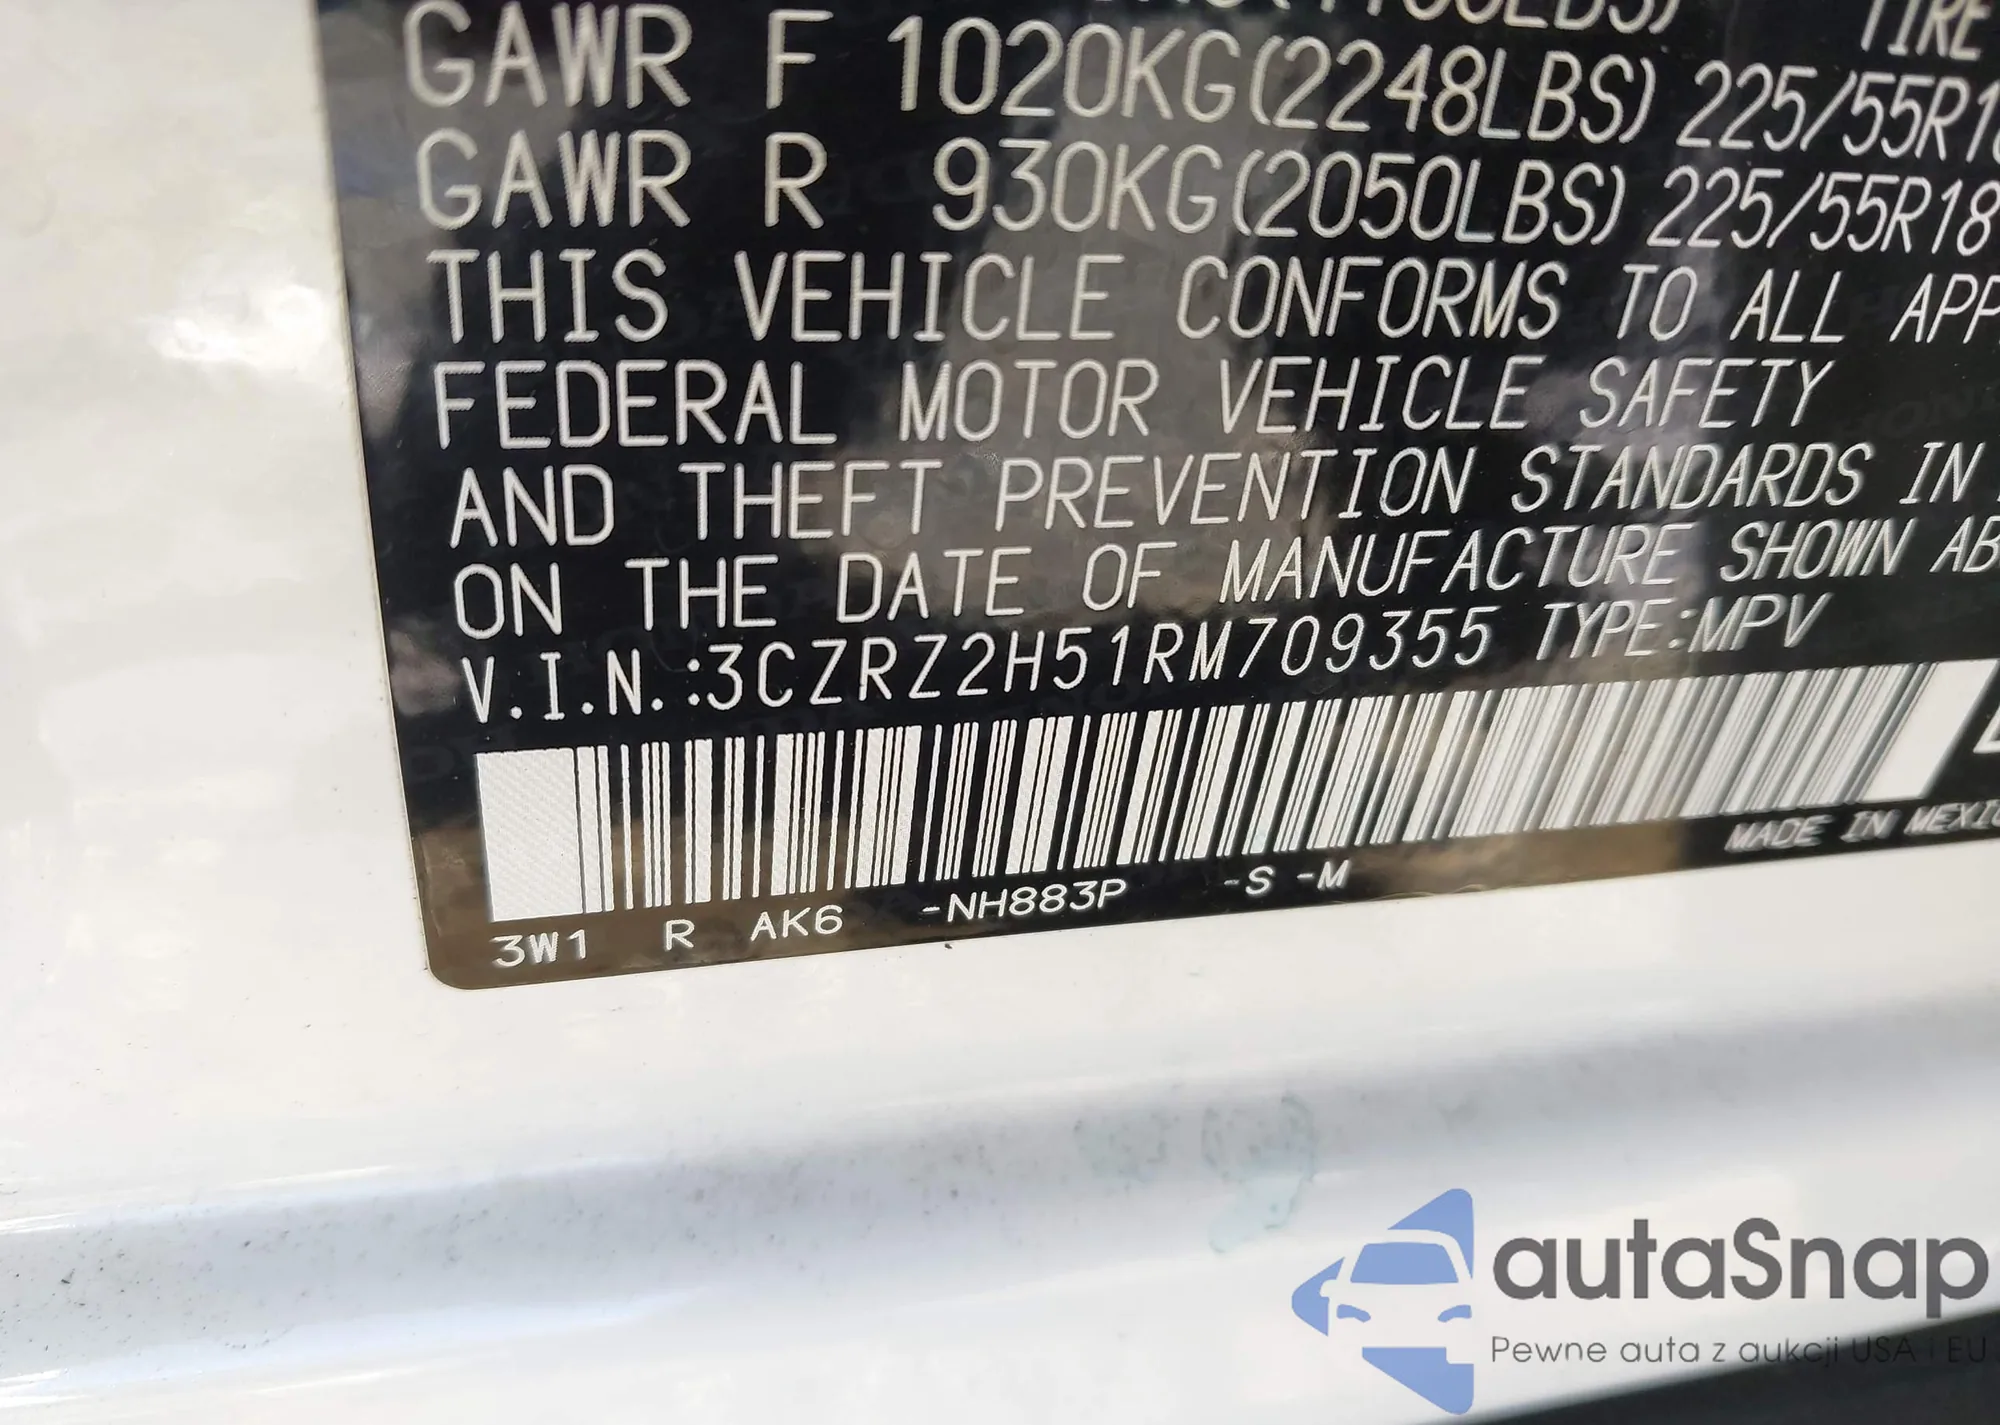 TIRE
GAWR F 1020KG(2248LBS) 225/55R18
GAWR R 930KG(2050LBS) 225/55R18
THIS VEHICLE CONFORMS TO ALL APP
FEDERAL MOTOR VEHICLE SAFETY
AND THEFT PREVENTION STANDARDS IN
ON THE DATE OF MANUFACTURE SHOWN AB
V.I.N.:3CZRZ2H51RM709355 TYPE:MPV
MADE IN MEXIC
3W1 R AK6 -NH883P -S -M
autaSnap
Pewne auta z aukcji USA i EU